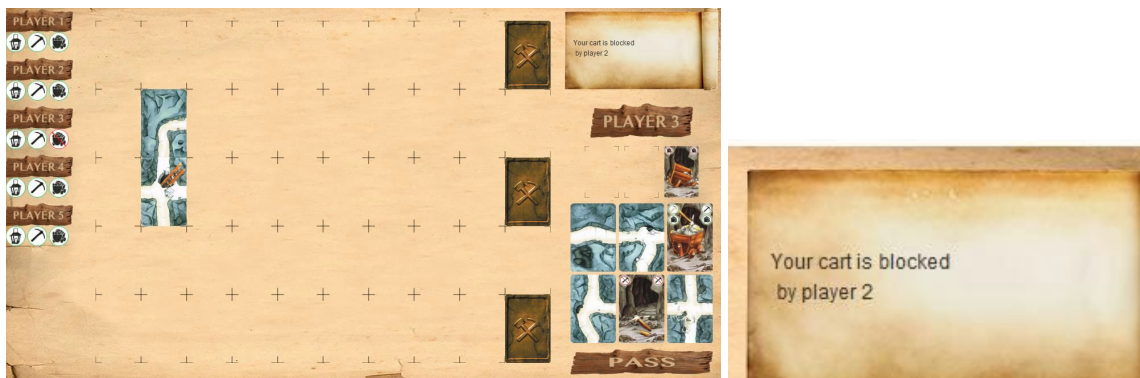 PLAYER 1
PLAYER 2
PLAYER 3
PLAYER 4
PLAYER 5
Your cart is blocked
by player 2
PLAYER 3
PASS
Your cart is blocked
by player 2